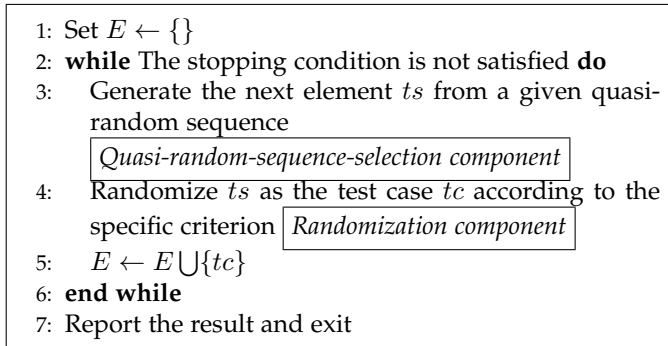 1: Set E ← {}
2: while The stopping condition is not satisfied do
3: Generate the next element ts from a given quasi-
random sequence
Quasi-random-sequence-selection component
4: Randomize ts as the test case tc according to the
specific criterion Randomization component
5: E ← E ⋃{tc}
6: end while
7: Report the result and exit